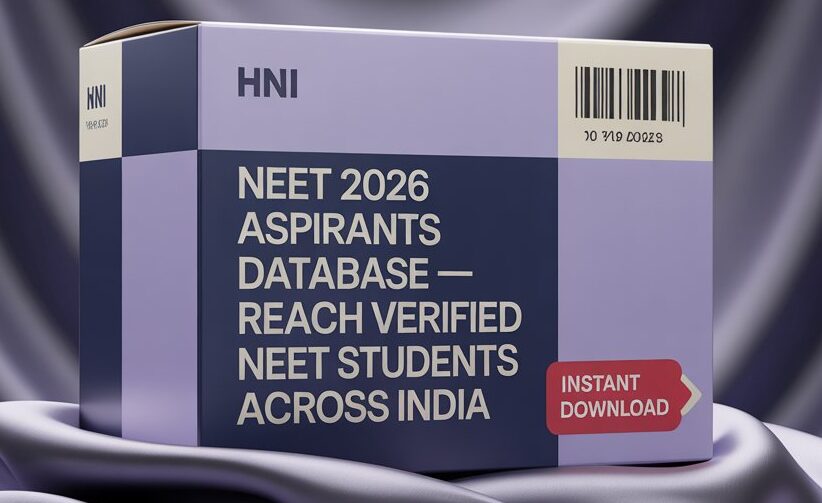 HNI
HNI
NEET 2026
ASPIRANTS
DATABASE —
REACH VERIFIED
NEET STUDENTS
ACROSS INDIA
INSTANT
DOWNLOAD